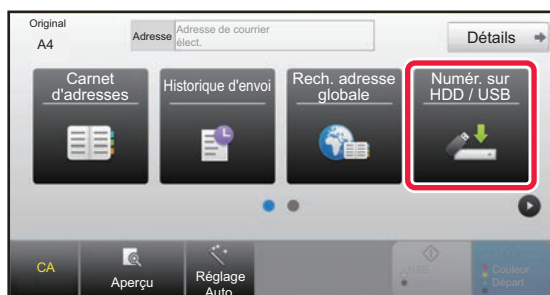 Original
A4
Adresse
Adresse de courrier
élect.
Détails
Carnet
d'adresses
Historique d'envoi
Rech. adresse
globale
Numér. sur
HDD / USB
CA
Aperçu
Réglage
Auto
N&B
Couleur
Départ